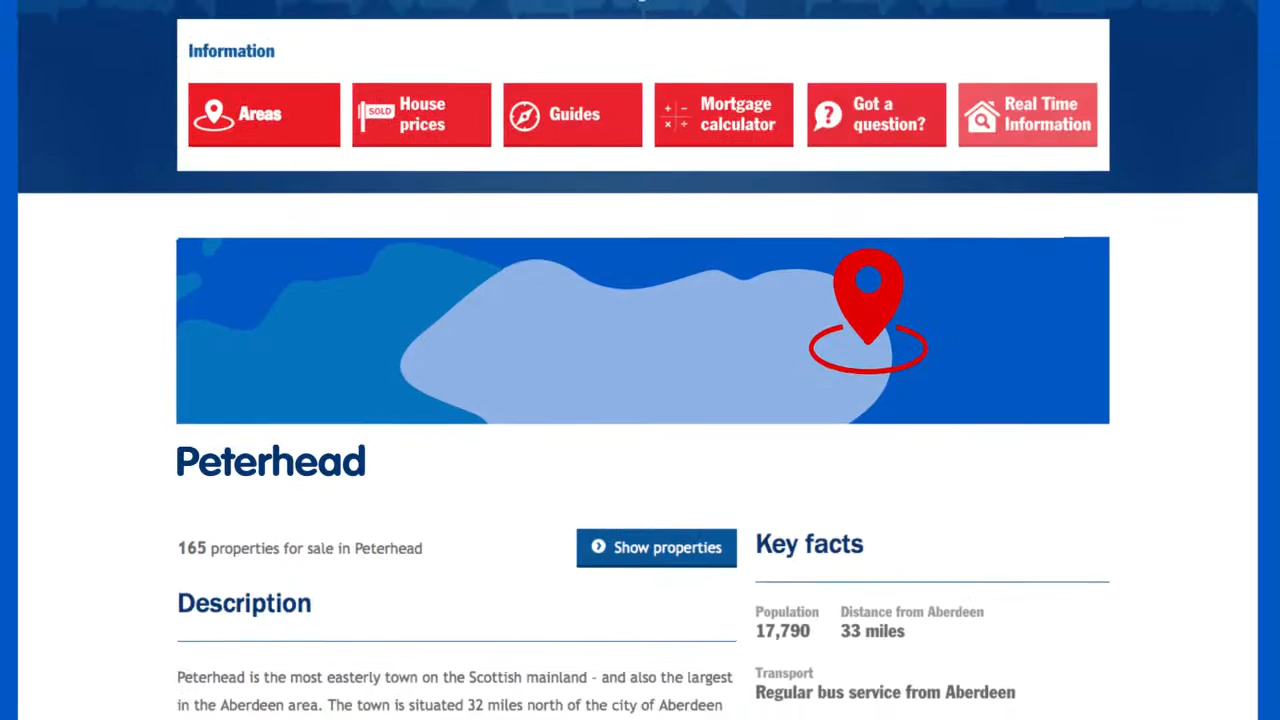 Information
Areas
House
prices
SOLD
Guides
Mortgage
calculator
Got a
question?
Real Time
Information
Peterhead
165 properties for sale in Peterhead
Show properties
Description
Peterhead is the most easterly town on the Scottish mainland - and also the largest
in the Aberdeen area. The town is situated 32 miles north of the city of Aberdeen
Key facts
Population
17,790
Distance from Aberdeen
33 miles
Transport
Regular bus service from Aberdeen